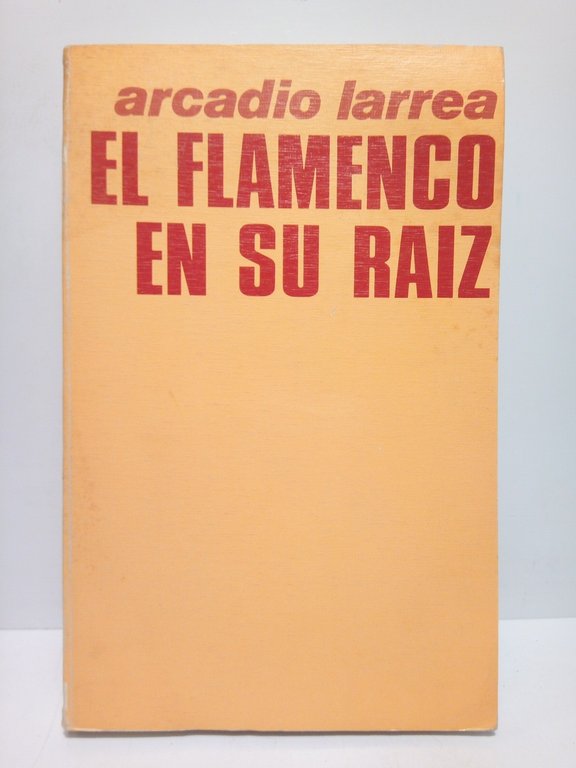 arcadio larrea
EL FLAMENCO
EN SU RAIZ